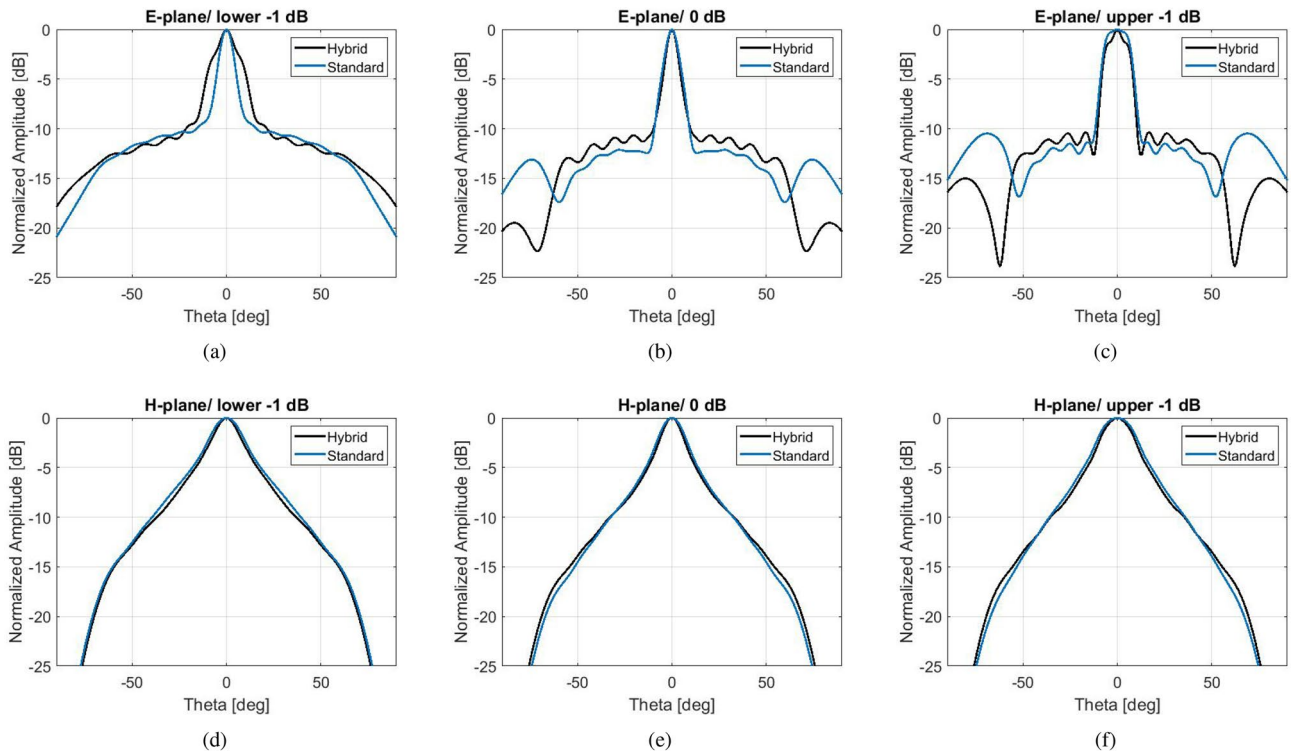 E-plane/ lower -1 dB
Normalized Amplitude [dB]
0
-5
-10
-15
-20
-25
-50
0
50
Theta [deg]
Hybrid
Standard
(a)
E-plane/ 0 dB
Normalized Amplitude [dB]
0
-5
-10
-15
-20
-25
-50
0
50
Theta [deg]
Hybrid
Standard
(b)
E-plane/ upper -1 dB
Normalized Amplitude [dB]
0
-5
-10
-15
-20
-25
-50
0
50
Theta [deg]
Hybrid
Standard
(c)
H-plane/ lower -1 dB
Normalized Amplitude [dB]
0
-5
-10
-15
-20
-25
-50
0
50
Theta [deg]
Hybrid
Standard
(d)
H-plane/ 0 dB
Normalized Amplitude [dB]
0
-5
-10
-15
-20
-25
-50
0
50
Theta [deg]
Hybrid
Standard
(e)
H-plane/ upper -1 dB
Normalized Amplitude [dB]
0
-5
-10
-15
-20
-25
-50
0
50
Theta [deg]
Hybrid
Standard
(f)